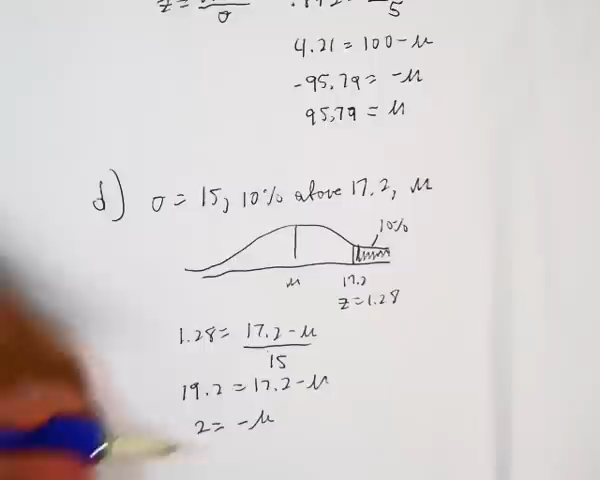 z =
σ
5
4.21 = 100 - μ
-95.79 = -μ
95.79 = μ
d) σ = 15, 10% above 17.2, μ
10%
μ
17.2
z = 1.28
1.28 = 17.2 - μ
15
19.2 = 17.2 - μ
2 = -μ